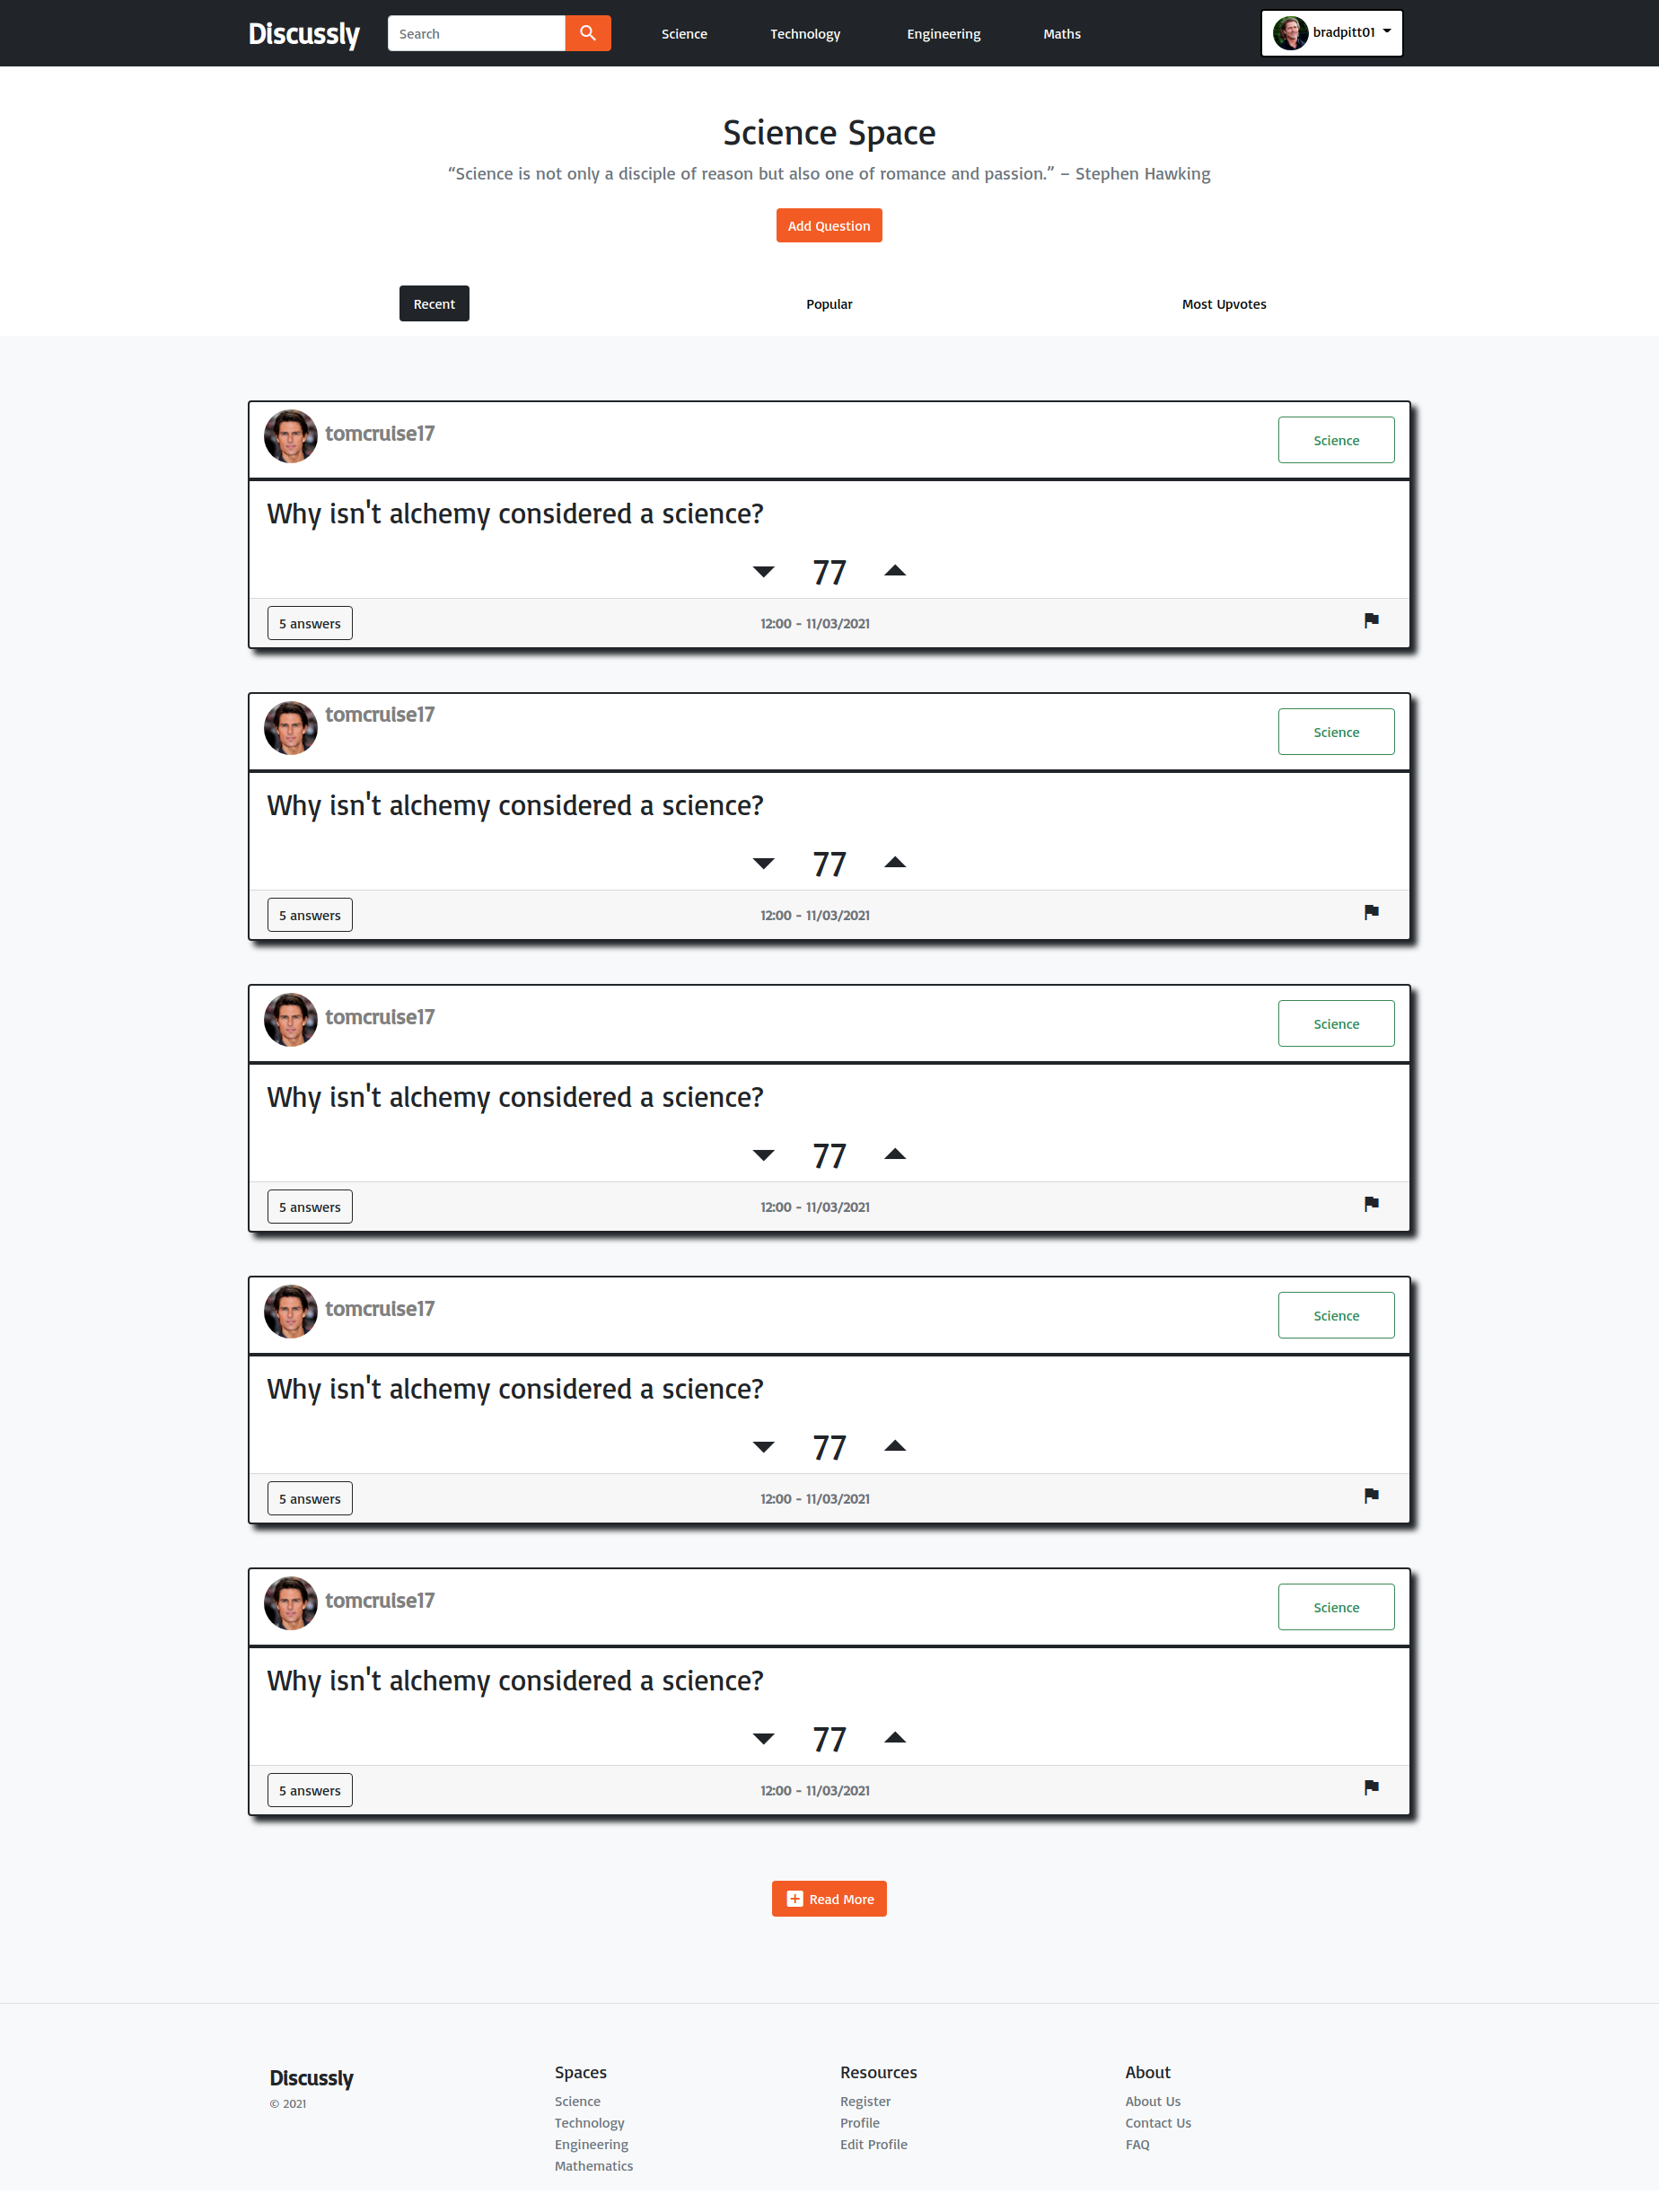 Discussly
Search
Science
Technology
Engineering
Maths
bradpitt01
Science Space
“Science is not only a disciple of reason but also one of romance and passion.” – Stephen Hawking
Add Question
Recent
Popular
Most Upvotes
tomcruise17
Science
Why isn't alchemy considered a science?
77
5 answers
12:00 - 11/03/2021
tomcruise17
Science
Why isn't alchemy considered a science?
77
5 answers
12:00 - 11/03/2021
tomcruise17
Science
Why isn't alchemy considered a science?
77
5 answers
12:00 - 11/03/2021
tomcruise17
Science
Why isn't alchemy considered a science?
77
5 answers
12:00 - 11/03/2021
tomcruise17
Science
Why isn't alchemy considered a science?
77
5 answers
12:00 - 11/03/2021
Read More
Discussly
© 2021
Spaces
Science
Technology
Engineering
Mathematics
Resources
Register
Profile
Edit Profile
About
About Us
Contact Us
FAQ